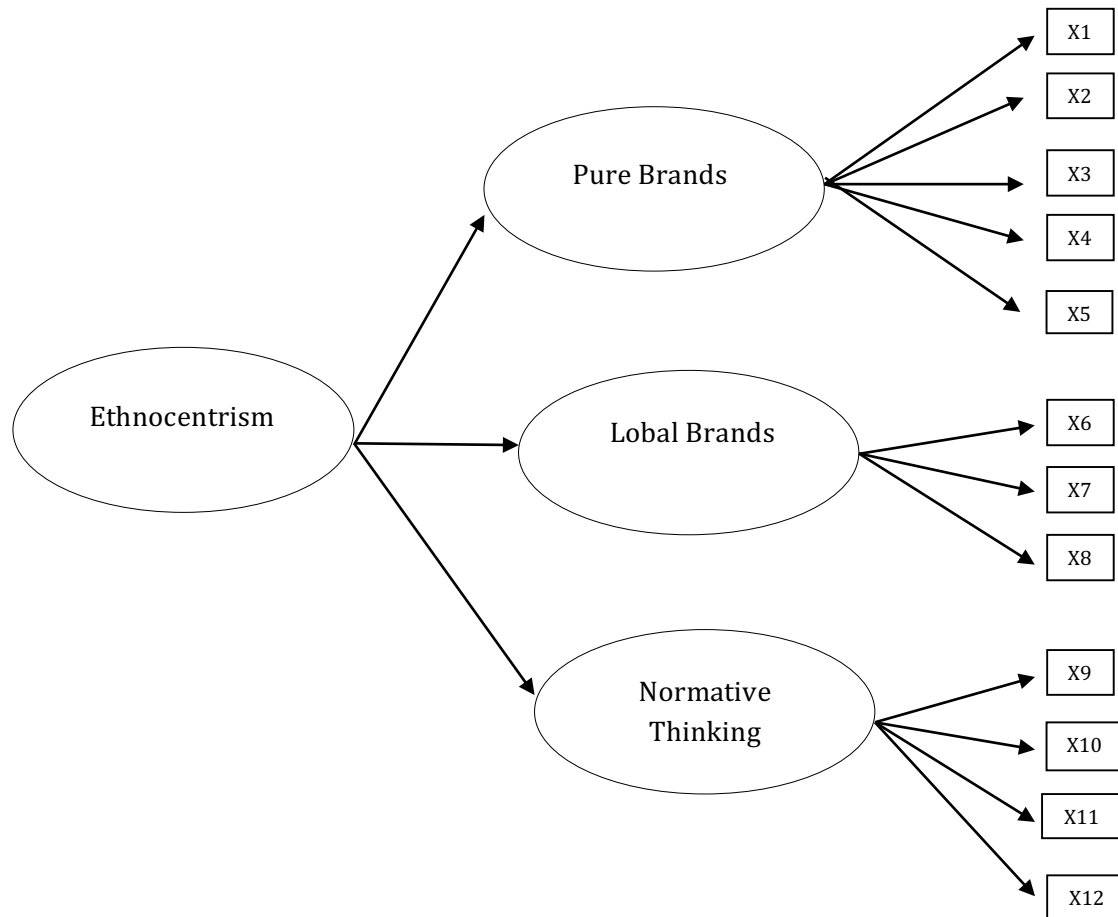 X1
X2
Pure Brands
X3
X4
X5
Ethnocentrism
Lobal Brands
X6
X7
X8
Normative
Thinking
X9
X10
X11
X12